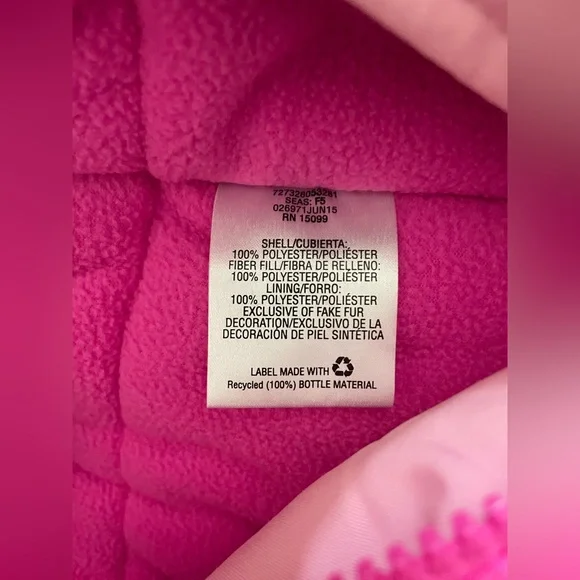 727328053281
SEAS: F5
026971JUN15
RN 15099
SHELL/CUBIERTA:
100% POLYESTER/POLIÉSTER
FIBER FILL/FIBRA DE RELLENO:
100% POLYESTER/POLIÉSTER
LINING/FORRO:
100% POLYESTER/POLIÉSTER
EXCLUSIVE OF FAKE FUR
DECORATION/EXCLUSIVO DE LA
DECORACIÓN DE PIEL SINTÉTICA
LABEL MADE WITH
Recycled (100%) BOTTLE MATERIAL